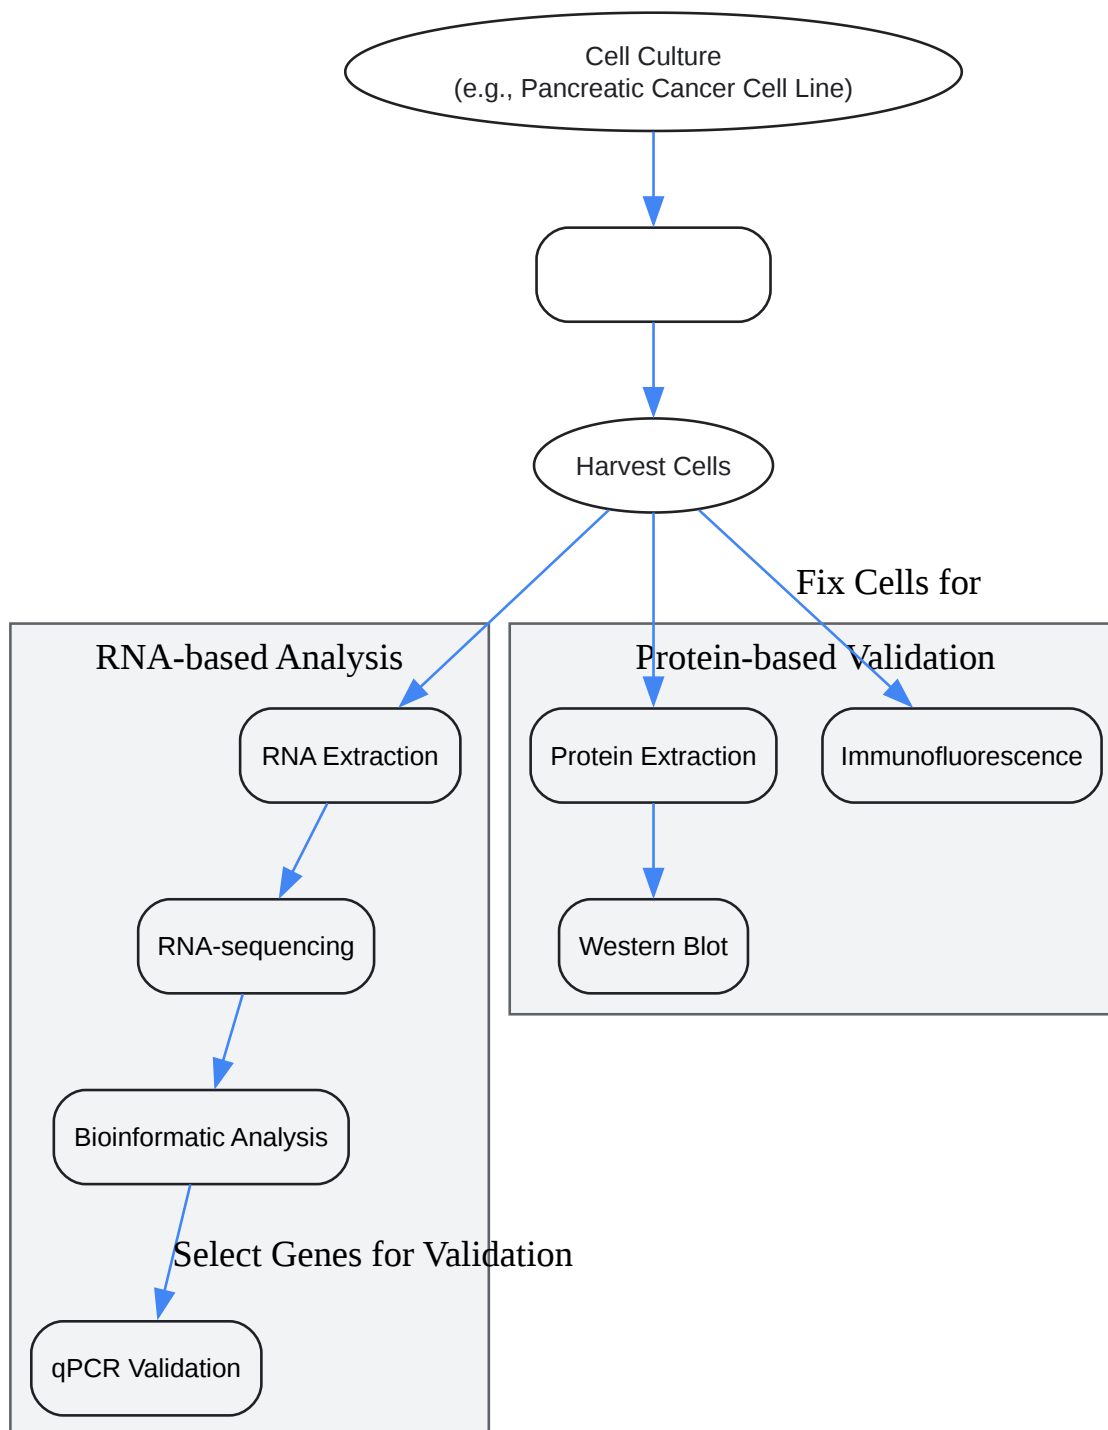 Cell Culture
(e.g., Pancreatic Cancer Cell Line)
Harvest Cells
Fix Cells for
RNA-based Analysis
Protein-based Validation
RNA Extraction
Protein Extraction
Immunofluorescence
RNA-sequencing
Western Blot
Bioinformatic Analysis
Select Genes for Validation
qPCR Validation